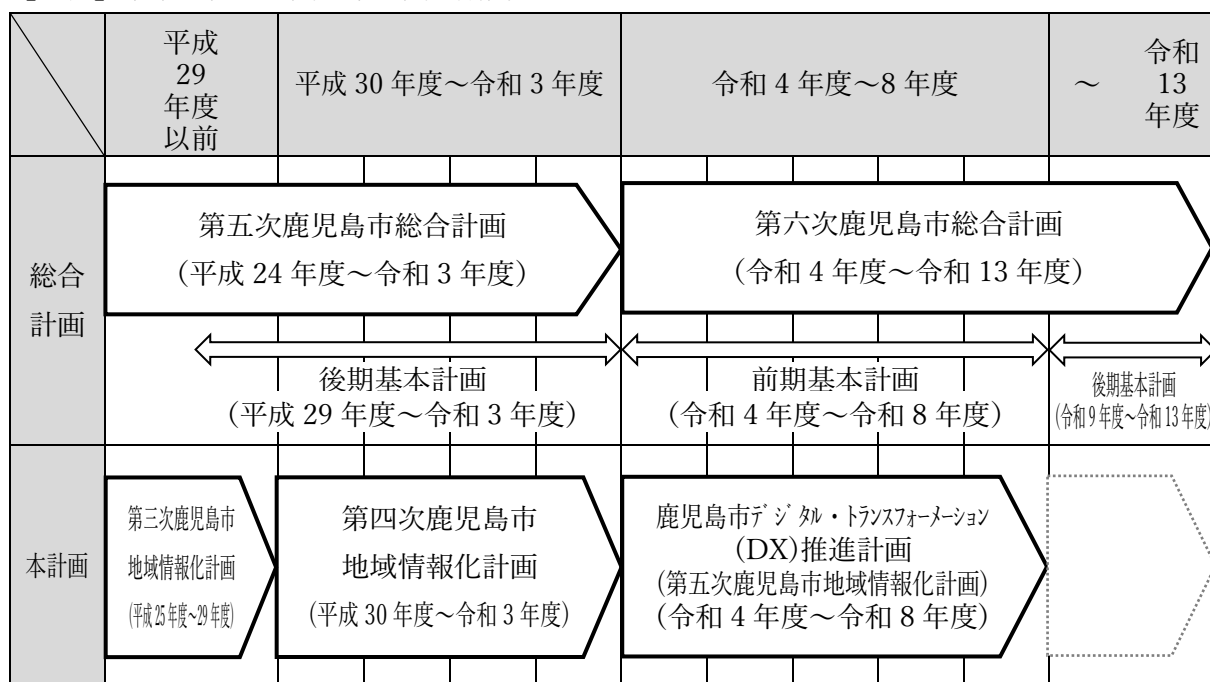 平成
29
年度
以前
平成 30 年度～令和 3 年度
令和 4 年度～8 年度
～ 令和
13
年度
総合
計画
第五次鹿児島市総合計画
(平成 24 年度～令和 3 年度)
第六次鹿児島市総合計画
(令和 4 年度～令和 13 年度)
後期基本計画
(平成 29 年度～令和 3 年度)
前期基本計画
(令和 4 年度～令和 8 年度)
後期基本計画
(令和9年度～令和13年度)
本計画
第三次鹿児島市
地域情報化計画
(平成25年度～29年度)
第四次鹿児島市
地域情報化計画
(平成 30 年度～令和 3 年度)
鹿児島市ﾃﾞｼﾞﾀﾙ・ﾄﾗﾝｽﾌｫｰﾒｰｼｮﾝ
(DX)推進計画
(第五次鹿児島市地域情報化計画)
(令和 4 年度～令和 8 年度)